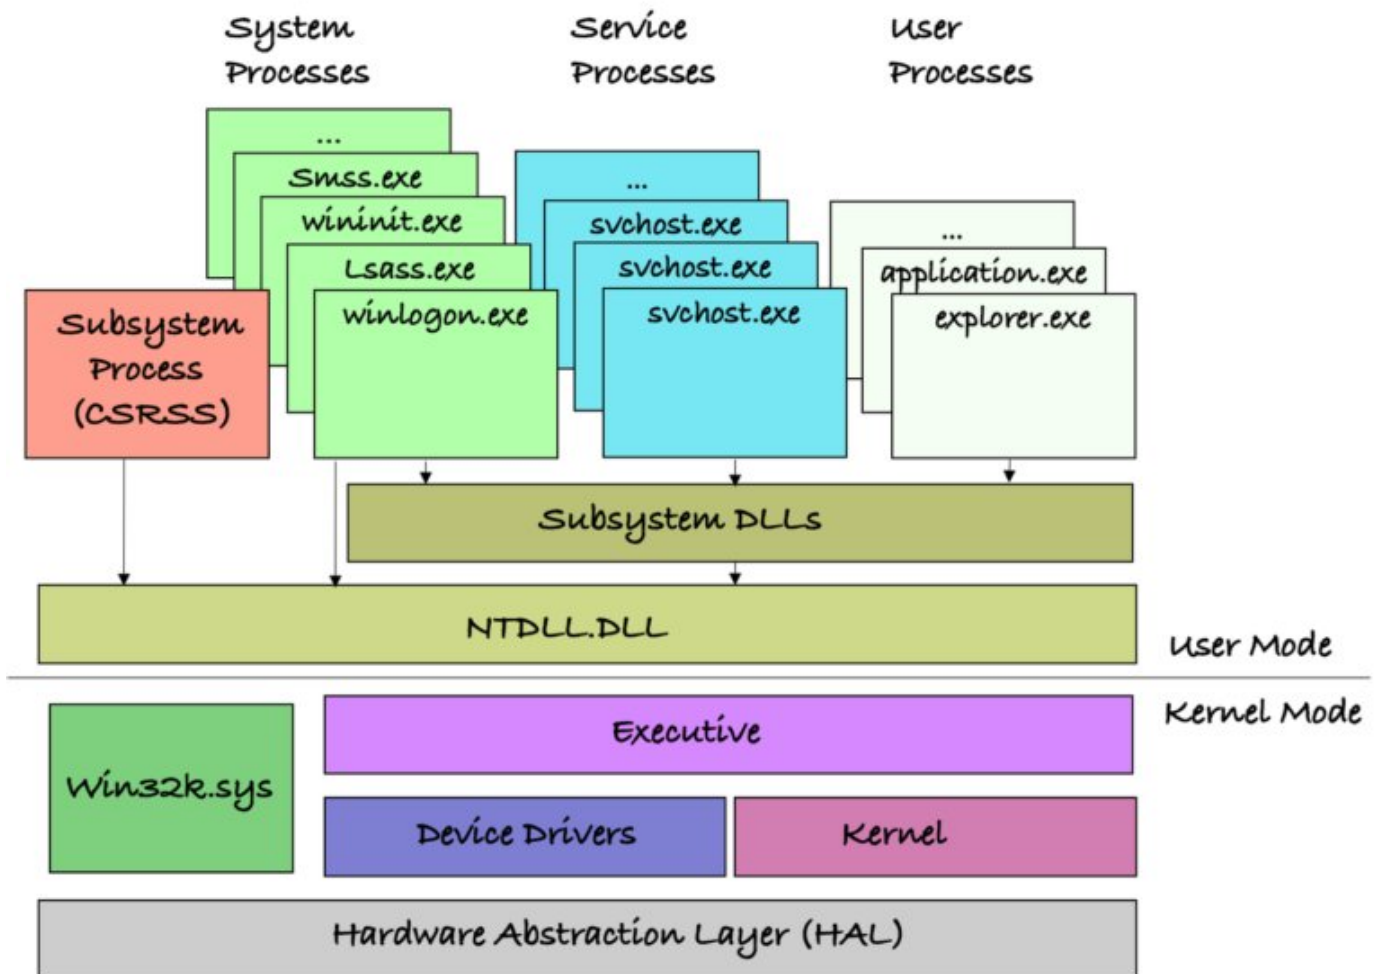 System
Processes
Service
Processes
User
Processes
...
Smss.exe
wininit.exe
Lsass.exe
winlogon.exe
...
svchost.exe
svchost.exe
svchost.exe
...
application.exe
explorer.exe
Subsystem
Process
(CSRSS)
Subsystem DLLs
NTDLL.DLL
User Mode
Kernel Mode
Win32k.sys
Executive
Device Drivers
Kernel
Hardware Abstraction Layer (HAL)